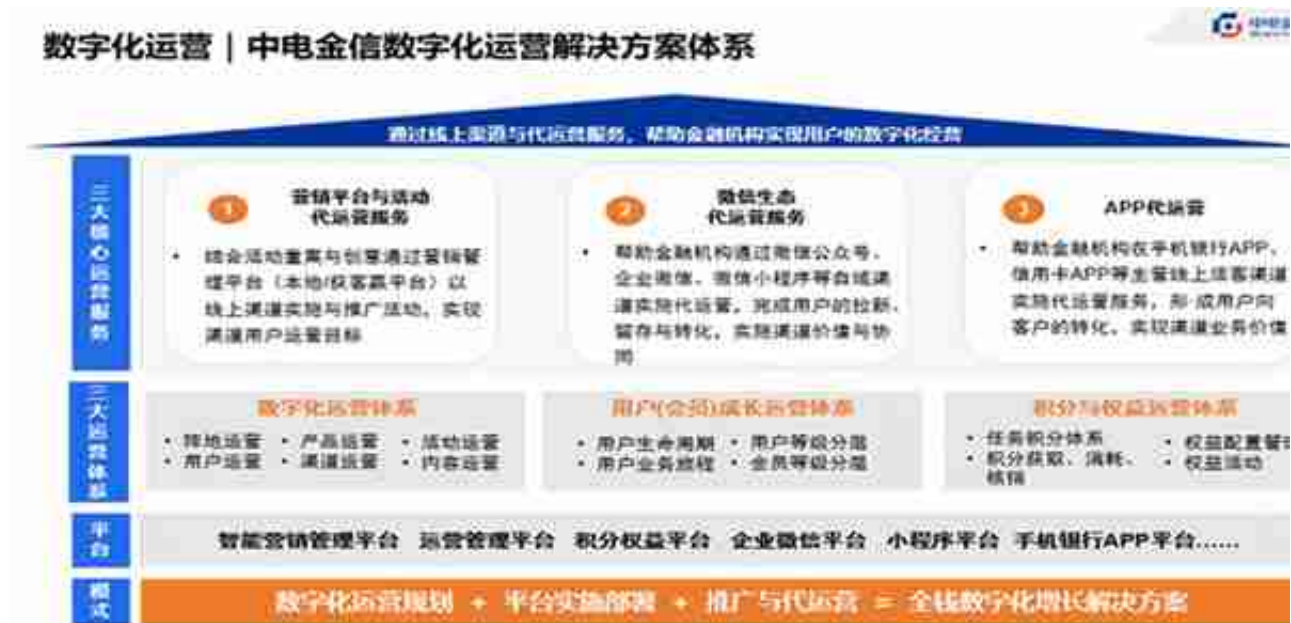 数字化运营｜中电金信数字化运营解决方案体系
通过线上渠道与代运营服务，帮助金融机构实现用户的数字化经营
三大核心运营服务
1
营销平台与活动
代运营服务
结合活动重案与创意通过营销管
理平台（本地/获客赢平台）以
线上渠道实施与推广活动，实现
渠道用户运营目标
2
微信生态
代运营服务
帮助金融机构通过微信公众号、
企业微信、微信小程序等自域渠
道实施代运营，完成用户的拉新、
留存与转化，实施渠道价值与协
同
3
APP代运营
帮助金融机构在手机银行APP、
信用卡APP等主营线上活客渠道
实施代运营服务，形成用户向
客户的转化，实现渠道业务价值
三大运营体系
数字化运营体系
• 阵地运营 • 产品运营 • 活动运营
• 用户运营 • 渠道运营 • 内容运营
用户(会员)成长运营体系
• 用户生命周期 • 用户等级分层
• 用户业务旅程 • 会员等级分层
积分与权益运营体系
• 任务积分体系 • 权益配置
• 积分获取、消耗、 • 权益活动
核销
平台
智能营销管理平台 运营管理平台 积分权益平台 企业微信平台 小程序平台 手机银行APP平台......
模式
数字化运营规划 + 平台实施部署 + 推广与代运营 = 全栈数字化增长解决方案